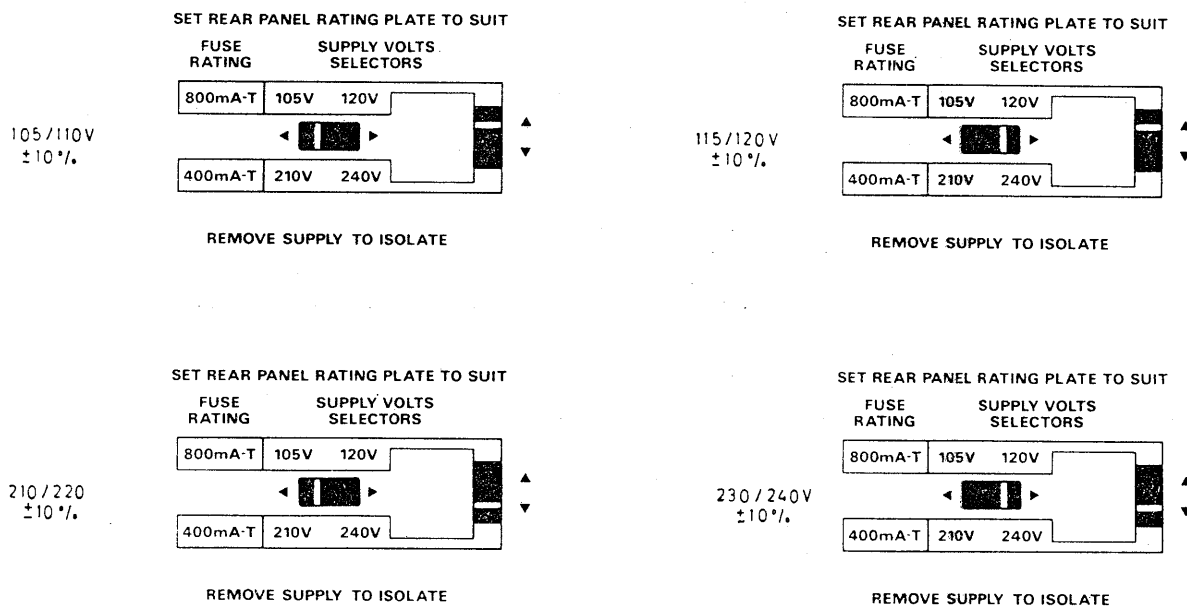 SET REAR PANEL RATING PLATE TO SUIT
FUSE RATING
SUPPLY VOLTS SELECTORS
800mA-T 105V 120V
105/110V
±10%
400mA-T 210V 240V
REMOVE SUPPLY TO ISOLATE
SET REAR PANEL RATING PLATE TO SUIT
FUSE RATING
SUPPLY VOLTS SELECTORS
800mA-T 105V 120V
115/120V
±10%
400mA-T 210V 240V
REMOVE SUPPLY TO ISOLATE
SET REAR PANEL RATING PLATE TO SUIT
FUSE RATING
SUPPLY VOLTS SELECTORS
800mA-T 105V 120V
210/220
±10%
400mA-T 210V 240V
REMOVE SUPPLY TO ISOLATE
SET REAR PANEL RATING PLATE TO SUIT
FUSE RATING
SUPPLY VOLTS SELECTORS
800mA-T 105V 120V
230/240V
±10%
400mA-T 210V 240V
REMOVE SUPPLY TO ISOLATE